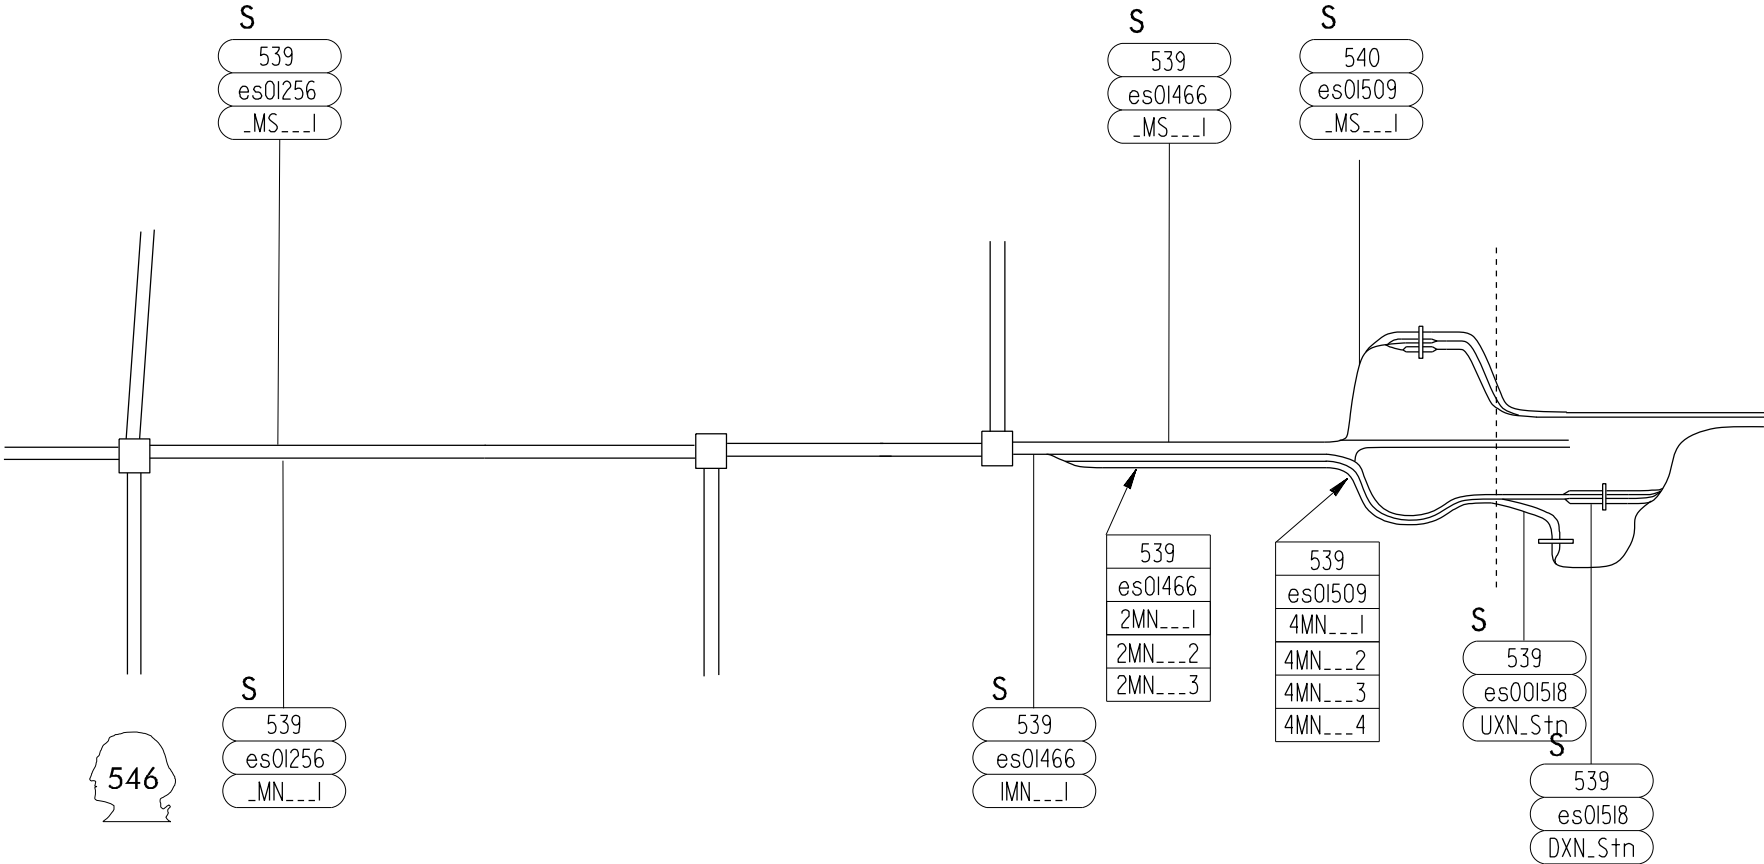 S
539
es01256
_MS___1
S
539
es01466
_MS___1
S
540
es01509
_MS___1
539
es01466
2MN___1
2MN___2
2MN___3
539
es01509
4MN___1
4MN___2
4MN___3
4MN___4
S
539
es001518
UXN_Stn
S
539
es01518
DXN_Stn
S
539
es01256
_MN___1
S
539
es01466
1MN___1
546